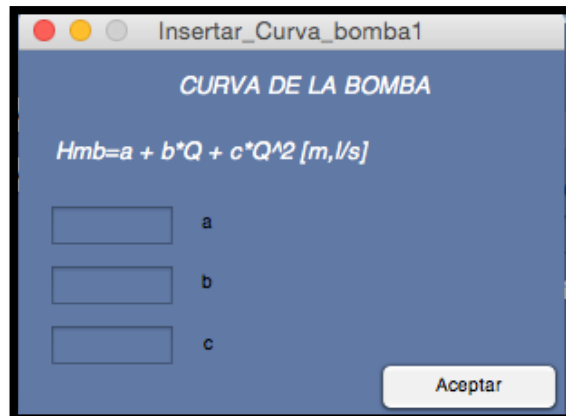 Insertar_Curva_bomba1
CURVA DE LA BOMBA
Hmb=a + b*Q + c*Q^2 [m,l/s]
a
b
c
Aceptar